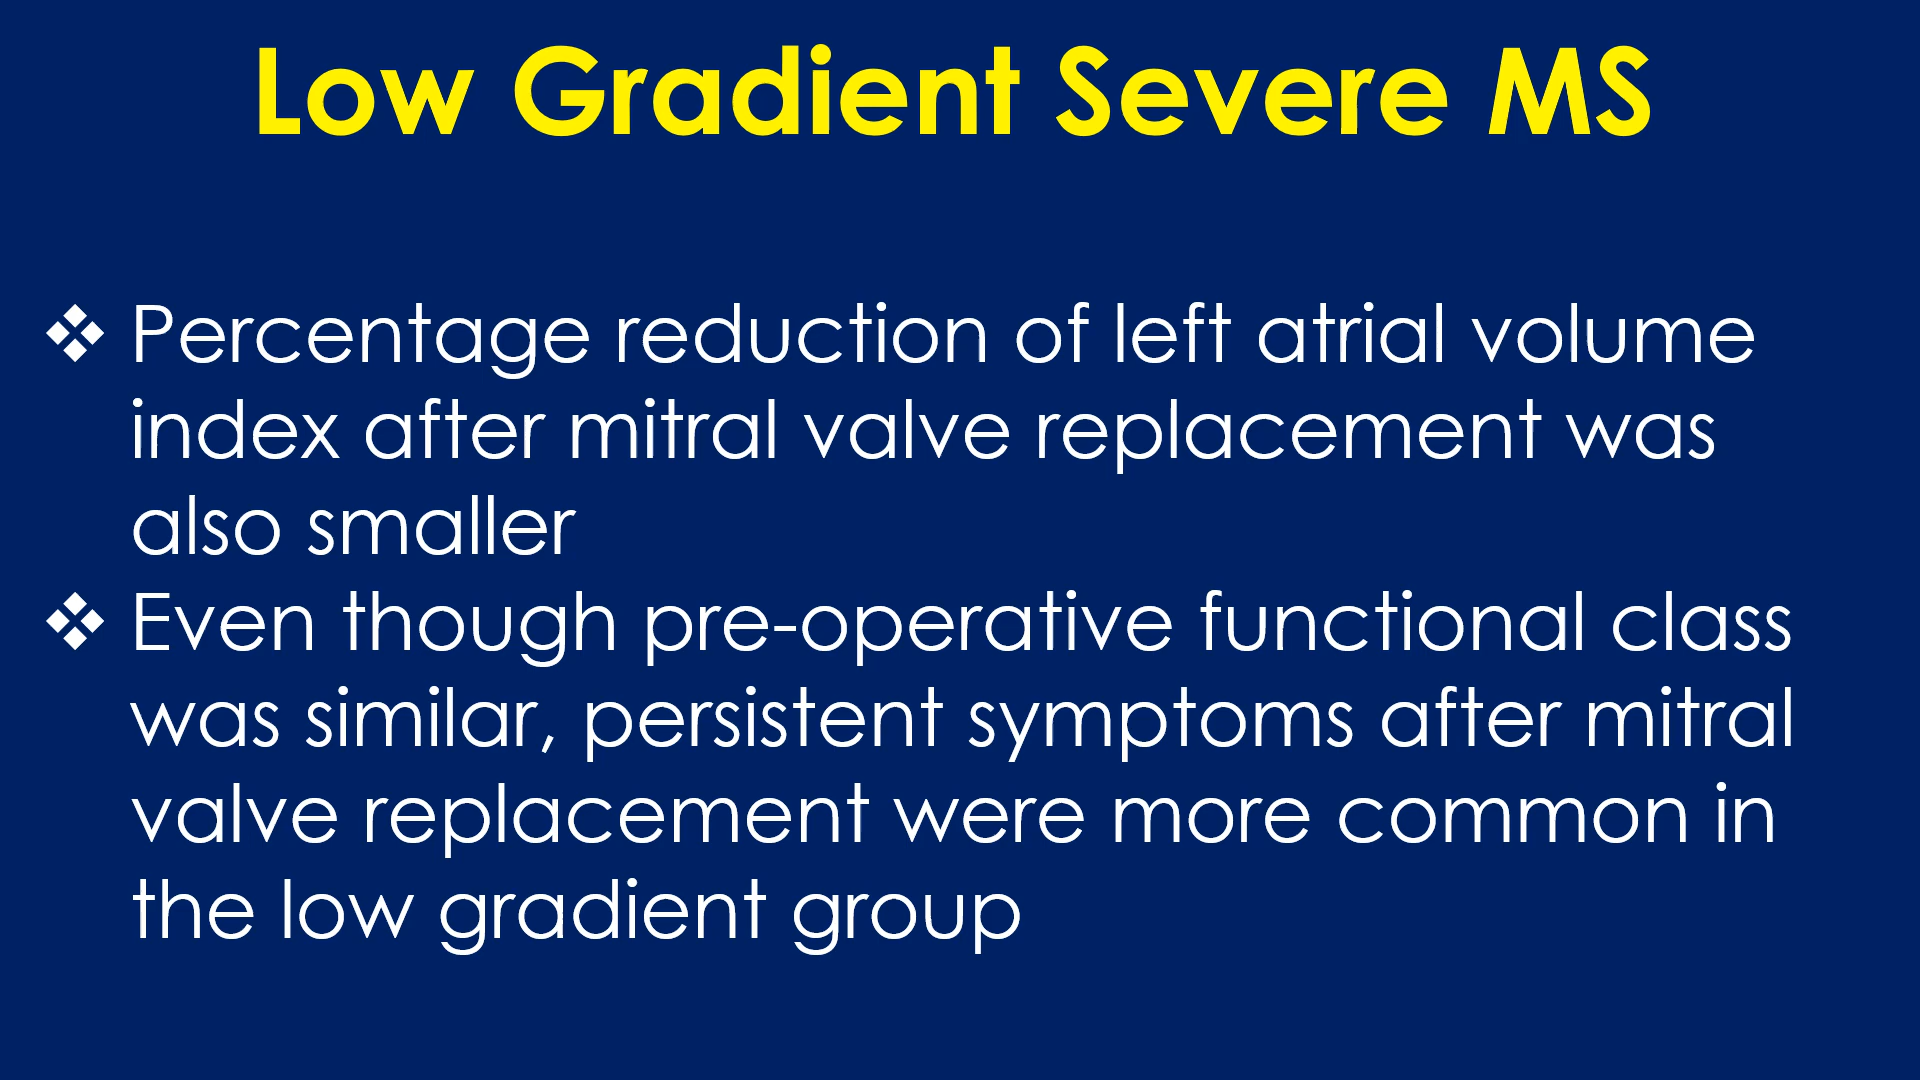 Low Gradient Severe MS
❖ Percentage reduction of left atrial volume
index after mitral valve replacement was
also smaller
❖ Even though pre-operative functional class
was similar, persistent symptoms after mitral
valve replacement were more common in
the low gradient group